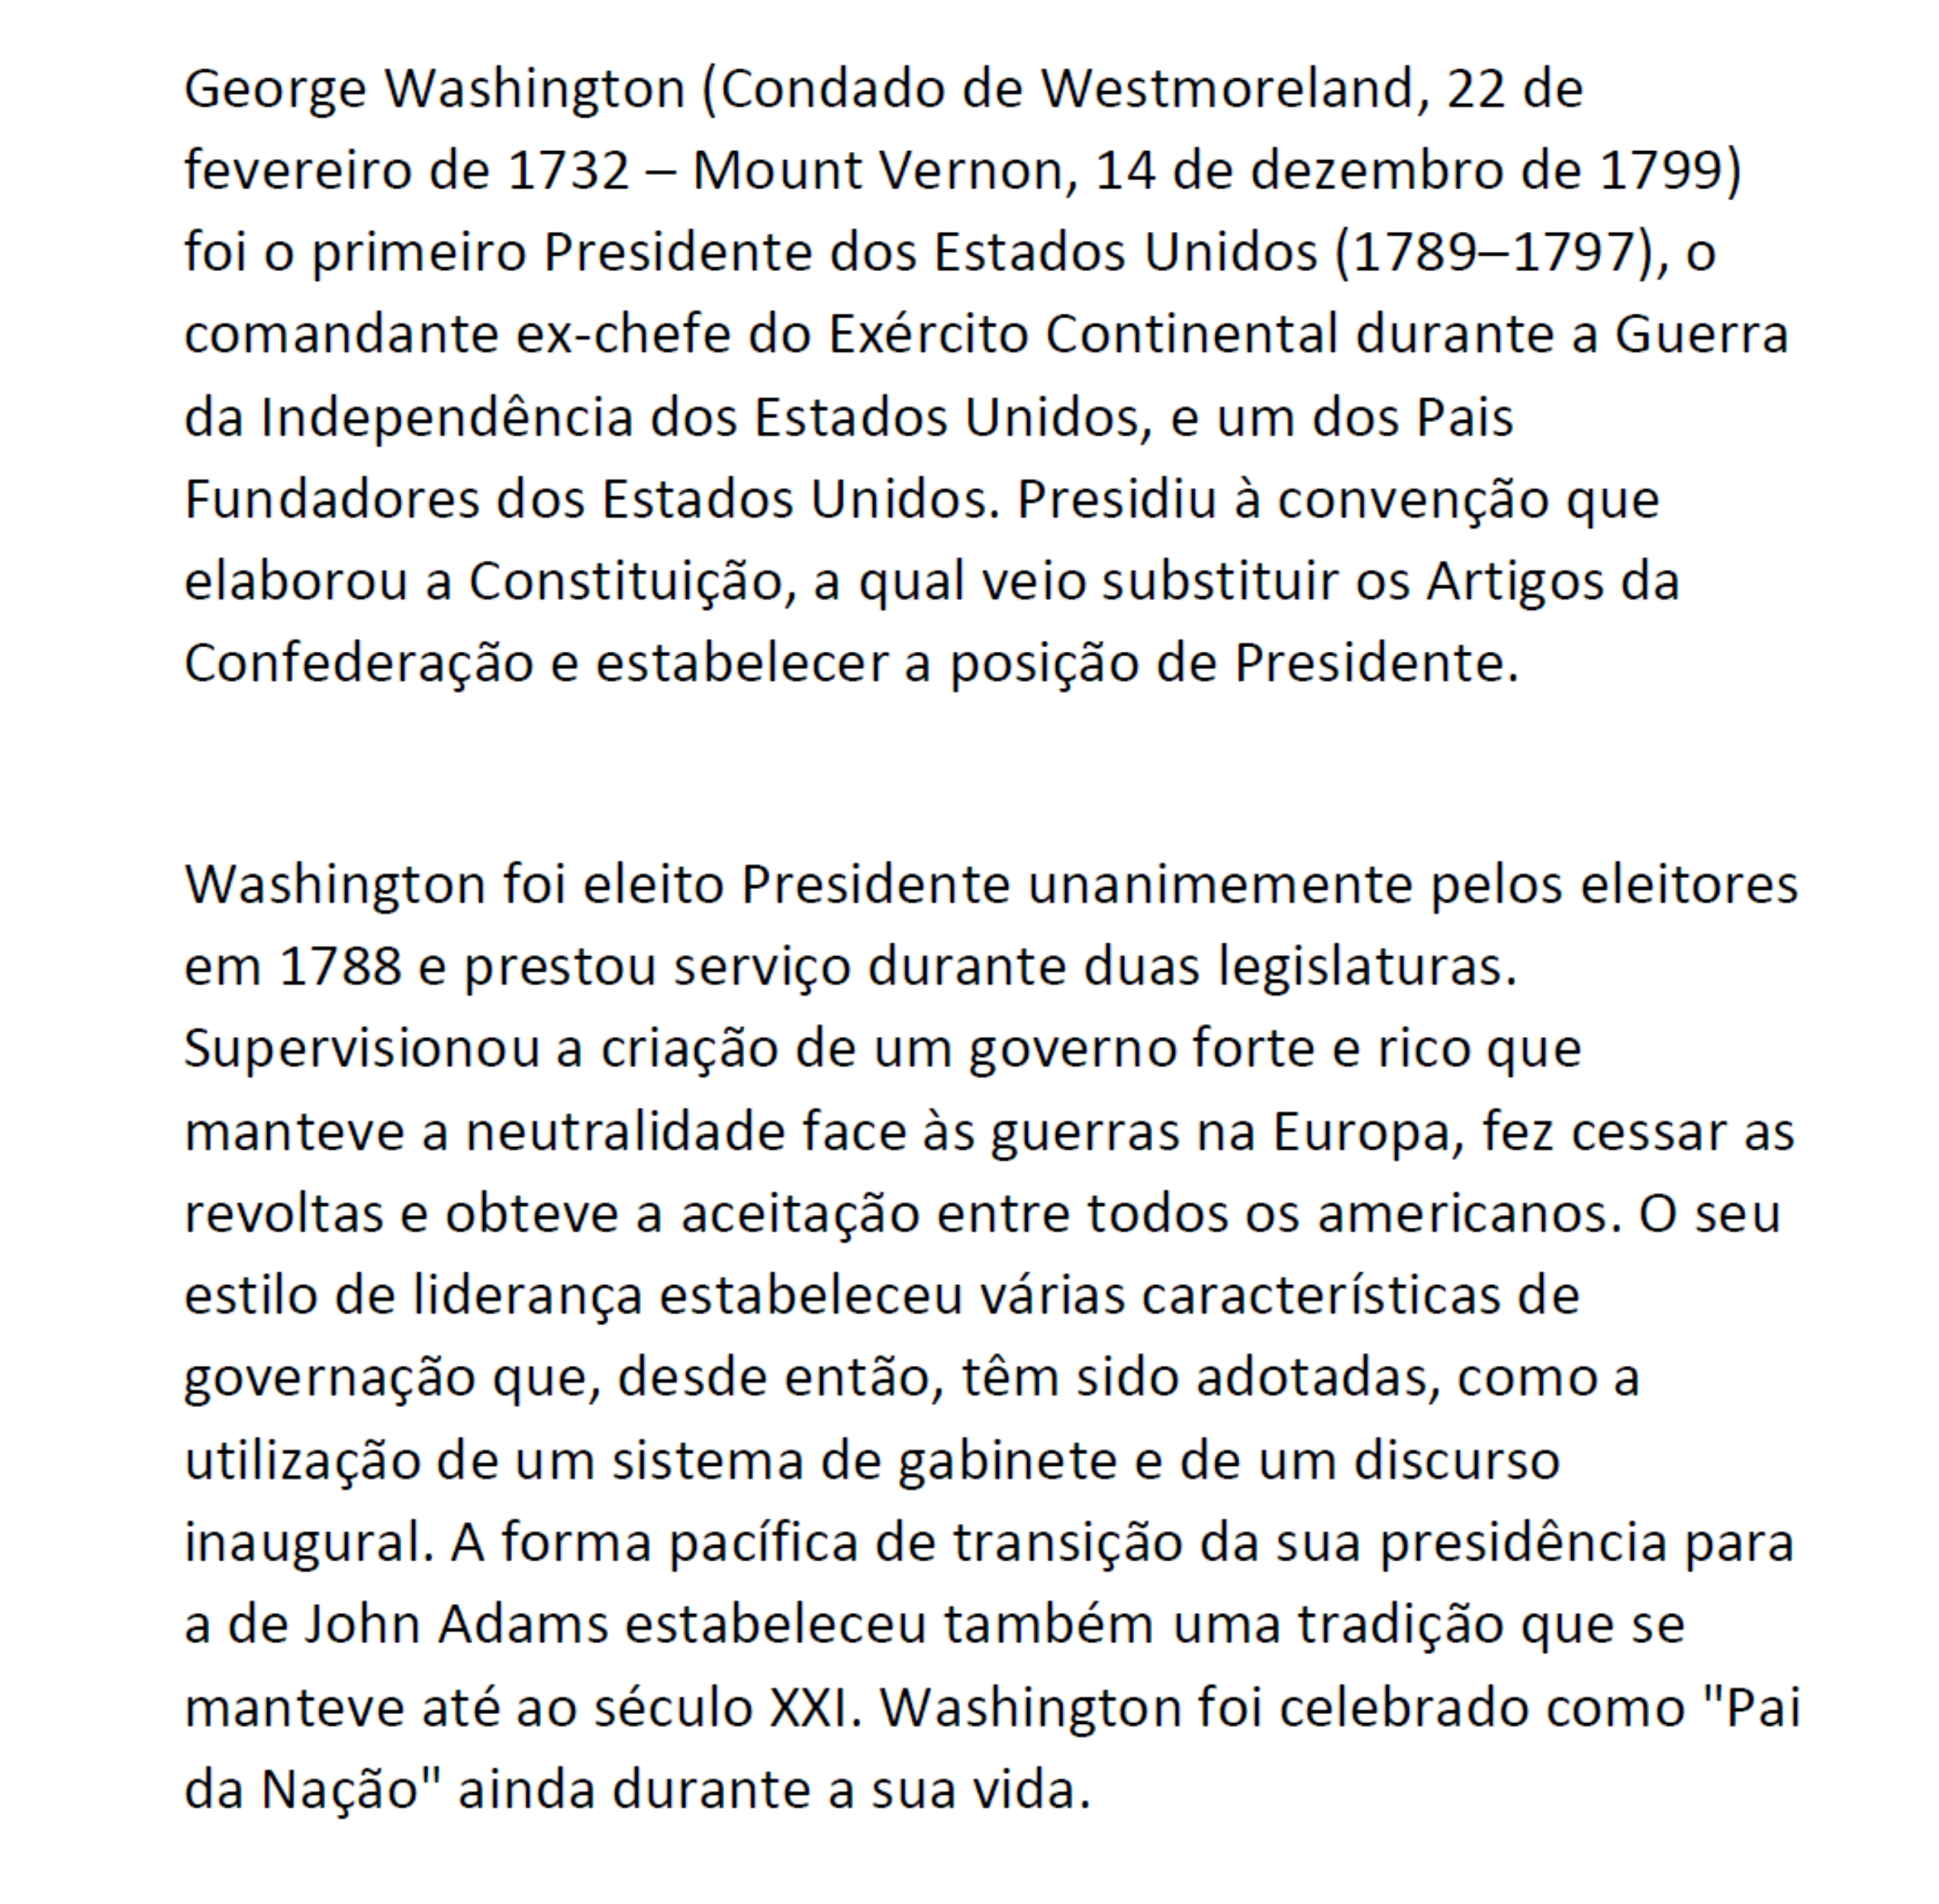 George Washington (Condado de Westmoreland, 22 de
fevereiro de 1732 – Mount Vernon, 14 de dezembro de 1799)
foi o primeiro Presidente dos Estados Unidos (1789–1797), o
comandante ex-chefe do Exército Continental durante a Guerra
da Independência dos Estados Unidos, e um dos Pais
Fundadores dos Estados Unidos. Presidiu à convenção que
elaborou a Constituição, a qual veio substituir os Artigos da
Confederação e estabelecer a posição de Presidente.
Washington foi eleito Presidente unanimemente pelos eleitores
em 1788 e prestou serviço durante duas legislaturas.
Supervisionou a criação de um governo forte e rico que
manteve a neutralidade face às guerras na Europa, fez cessar as
revoltas e obteve a aceitação entre todos os americanos. O seu
estilo de liderança estabeleceu várias características de
governação que, desde então, têm sido adotadas, como a
utilização de um sistema de gabinete e de um discurso
inaugural. A forma pacífica de transição da sua presidência para
a de John Adams estabeleceu também uma tradição que se
manteve até ao século XXI. Washington foi celebrado como "Pai
da Nação" ainda durante a sua vida.